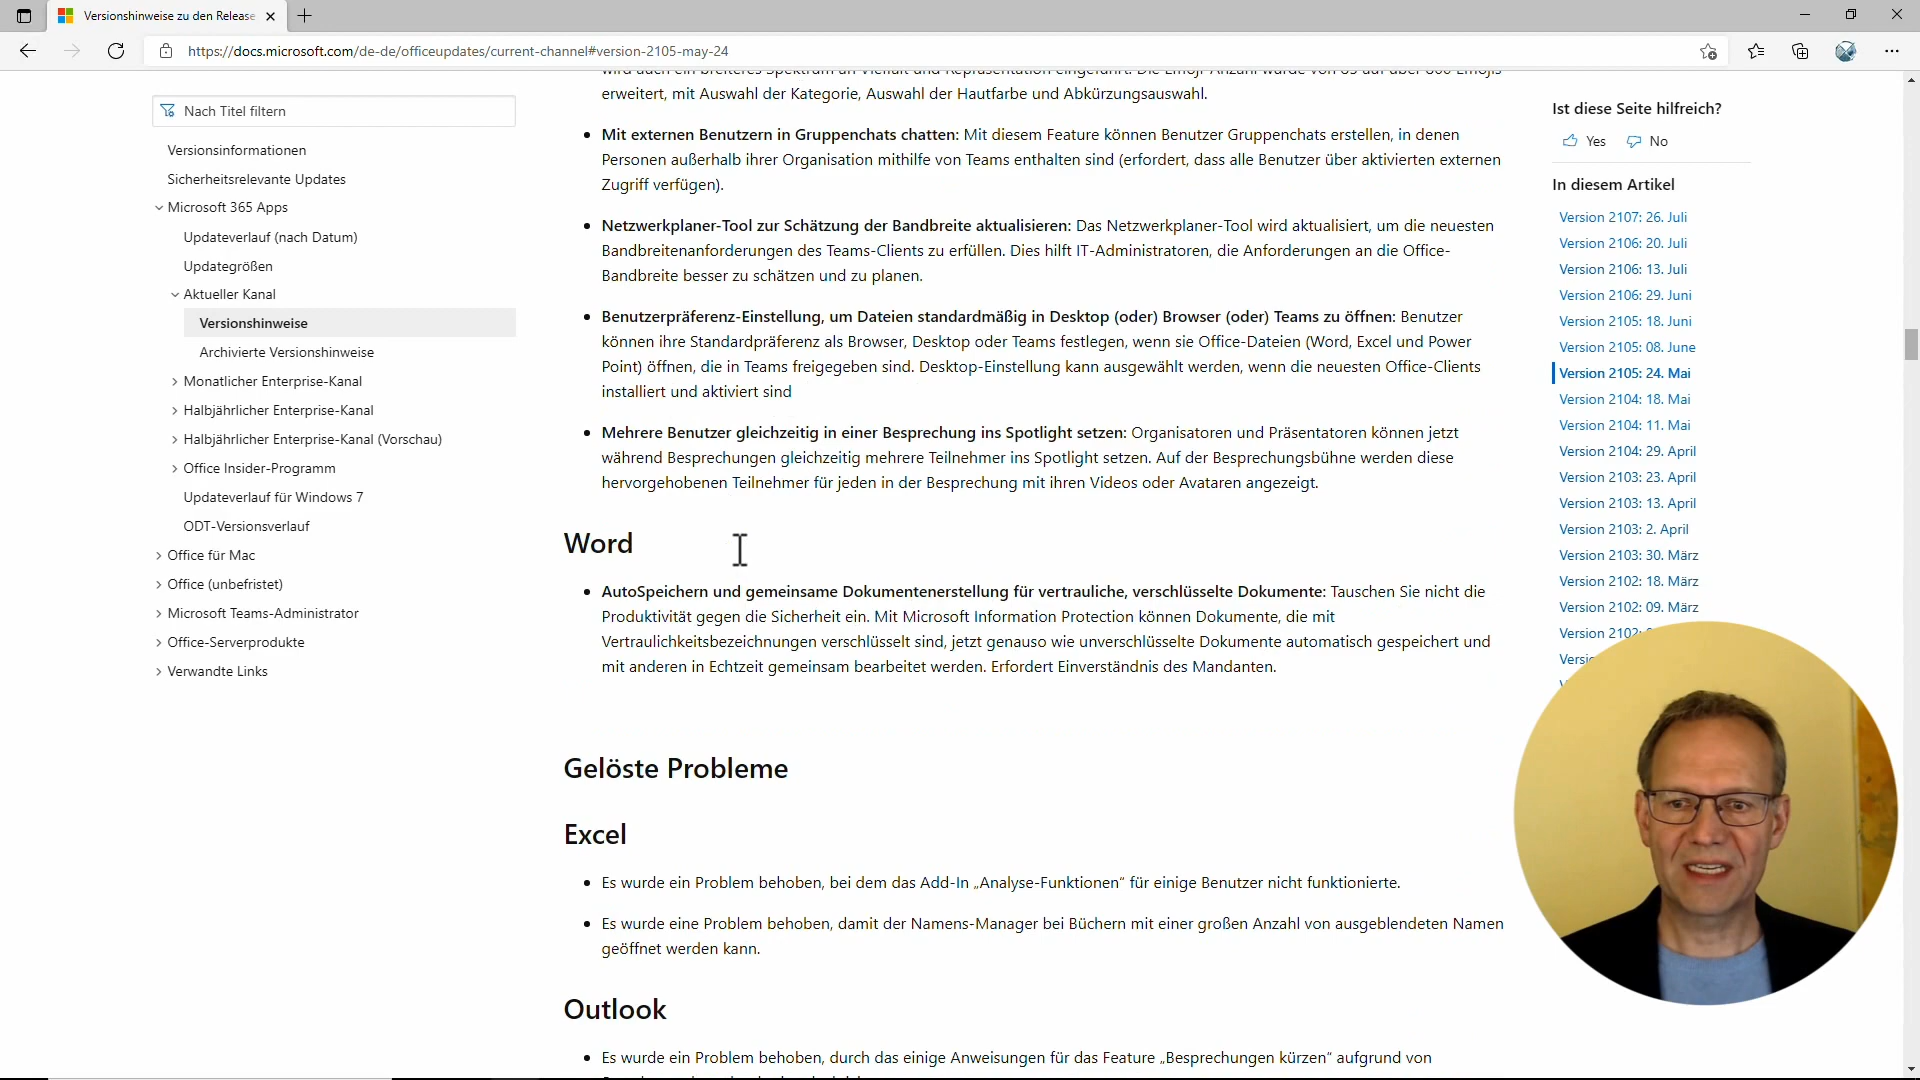 Versionshinweise zu den Release
https://docs.microsoft.com/de-de/officeupdates/current-channel#version-2105-may-24
Nach Titel filtern
Versionsinformationen
Sicherheitsrelevante Updates
Microsoft 365 Apps
Updateverlauf (nach Datum)
Updategrößen
Aktueller Kanal
Versionshinweise
Archivierte Versionshinweise
Monatlicher Enterprise-Kanal
Halbjährlicher Enterprise-Kanal
Halbjährlicher Enterprise-Kanal (Vorschau)
Office Insider-Programm
Updateverlauf für Windows 7
ODT-Versionsverlauf
Office für Mac
Office (unbefristet)
Microsoft Teams-Administrator
Office-Serverprodukte
Verwandte Links
wird auch ein breiteres Spektrum an Vielfalt und Repräsentation eingeführt. Die Emoji-Anzahl wurde von 85 auf über 800 Emojis
erweitert, mit Auswahl der Kategorie, Auswahl der Hautfarbe und Abkürzungsauswahl.
Mit externen Benutzern in Gruppenchats chatten: Mit diesem Feature können Benutzer Gruppenchats erstellen, in denen
Personen außerhalb ihrer Organisation mithilfe von Teams enthalten sind (erfordert, dass alle Benutzer über aktivierten externen
Zugriff verfügen).
Netzwerkplaner-Tool zur Schätzung der Bandbreite aktualisieren: Das Netzwerkplaner-Tool wird aktualisiert, um die neuesten
Bandbreitenanforderungen des Teams-Clients zu erfüllen. Dies hilft IT-Administratoren, die Anforderungen an die Office-
Bandbreite besser zu schätzen und zu planen.
Benutzerpräferenz-Einstellung, um Dateien standardmäßig in Desktop (oder) Browser (oder) Teams zu öffnen: Benutzer
können ihre Standardpräferenz als Browser, Desktop oder Teams festlegen, wenn sie Office-Dateien (Word, Excel und Power
Point) öffnen, die in Teams freigegeben sind. Desktop-Einstellung kann ausgewählt werden, wenn die neuesten Office-Clients
installiert und aktiviert sind
Mehrere Benutzer gleichzeitig in einer Besprechung ins Spotlight setzen: Organisatoren und Präsentatoren können jetzt
während Besprechungen gleichzeitig mehrere Teilnehmer ins Spotlight setzen. Auf der Besprechungsbühne werden diese
hervorgehobenen Teilnehmer für jeden in der Besprechung mit ihren Videos oder Avataren angezeigt.
Word
AutoSpeichern und gemeinsame Dokumentenerstellung für vertrauliche, verschlüsselte Dokumente: Tauschen Sie nicht die
Produktivität gegen die Sicherheit ein. Mit Microsoft Information Protection können Dokumente, die mit
Vertraulichkeitsbezeichnungen verschlüsselt sind, jetzt genauso wie unverschlüsselte Dokumente automatisch gespeichert und
mit anderen in Echtzeit gemeinsam bearbeitet werden. Erfordert Einverständnis des Mandanten.
Gelöste Probleme
Excel
Es wurde ein Problem behoben, bei dem das Add-In „Analyse-Funktionen“ für einige Benutzer nicht funktionierte.
Es wurde eine Problem behoben, damit der Namens-Manager bei Büchern mit einer großen Anzahl von ausgeblendeten Namen
geöffnet werden kann.
Outlook
Es wurde ein Problem behoben, durch das einige Anweisungen für das Feature „Besprechungen kürzen“ aufgrund von
Ist diese Seite hilfreich?
Yes No
In diesem Artikel
Version 2107: 26. Juli
Version 2106: 20. Juli
Version 2106: 13. Juli
Version 2106: 29. Juni
Version 2105: 18. Juni
Version 2105: 08. June
Version 2105: 24. Mai
Version 2104: 18. Mai
Version 2104: 11. Mai
Version 2104: 29. April
Version 2103: 23. April
Version 2103: 13. April
Version 2103: 2. April
Version 2103: 30. März
Version 2102: 18. März
Version 2102: 09. März
Version 2102: